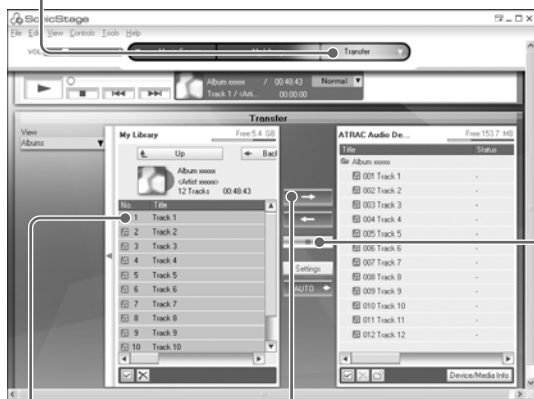 SonicStage
File Edit View Controls Tools Help
VOL
Transfer
Album xxxxx / 00:48:43 Normal
Track 1 / <Arti... 00:00:00
Transfer
View
Albums
My Library Free:5.4 GB
Up Back
Album xxxxx
<Artist xxxxx>
12 Tracks 00:48:43
No. Title
1 Track 1
2 Track 2
3 Track 3
4 Track 4
5 Track 5
6 Track 6
7 Track 7
8 Track 8
9 Track 9
10 Track 10
Settings
AUTO
ATRAC Audio De... Free:153.7 MB
Title Status
Album xxxxx
001 Track 1 -
002 Track 2 -
003 Track 3 -
004 Track 4 -
005 Track 5 -
006 Track 6 -
007 Track 7 -
008 Track 8 -
009 Track 9 -
010 Track 10 -
011 Track 11 -
012 Track 12 -
Device/Media Info